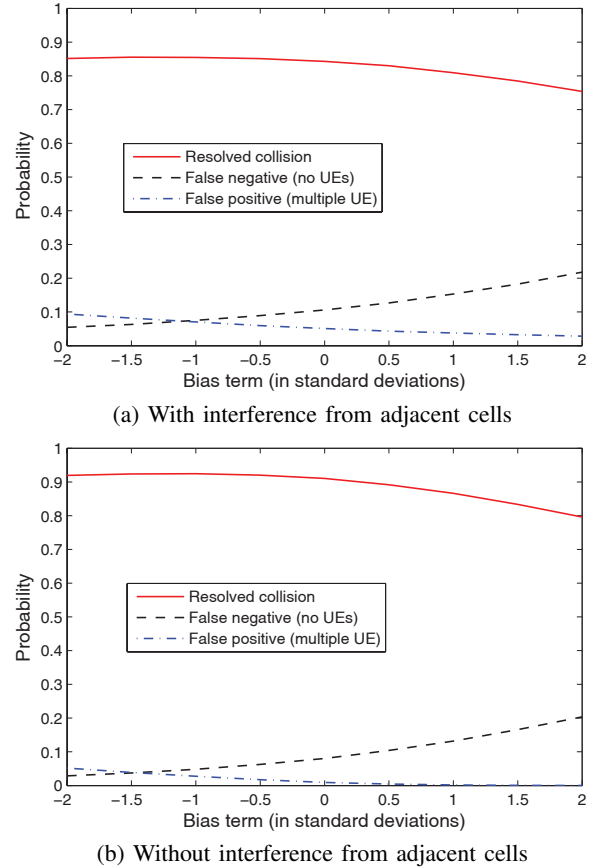 1
0.9
0.8
0.7
0.6
0.5
0.4
0.3
0.2
0.1
0
Probability
Resolved collision
False negative (no UEs)
False positive (multiple UE)
−2 −1.5 −1 −0.5 0 0.5 1 1.5 2
Bias term (in standard deviations)
(a) With interference from adjacent cells
1
0.9
0.8
0.7
0.6
0.5
0.4
0.3
0.2
0.1
0
Probability
Resolved collision
False negative (no UEs)
False positive (multiple UE)
−2 −1.5 −1 −0.5 0 0.5 1 1.5 2
Bias term (in standard deviations)
(b) Without interference from adjacent cells